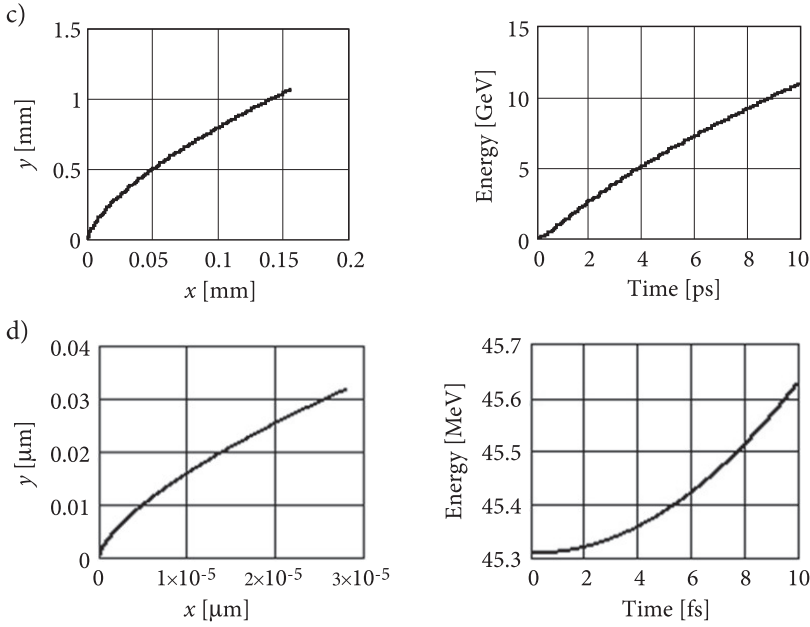 c)
1.5
1
0.5
0
y [mm]
0 0.05 0.1 0.15 0.2
x [mm]
15
10
5
0
Energy [GeV]
0 2 4 6 8 10
Time [ps]
d)
0.04
0.03
0.02
0.01
0
y [μm]
0 1×10⁻⁵ 2×10⁻⁵ 3×10⁻⁵
x [μm]
45.7
45.6
45.5
45.4
45.3
Energy [MeV]
0 2 4 6 8 10
Time [fs]